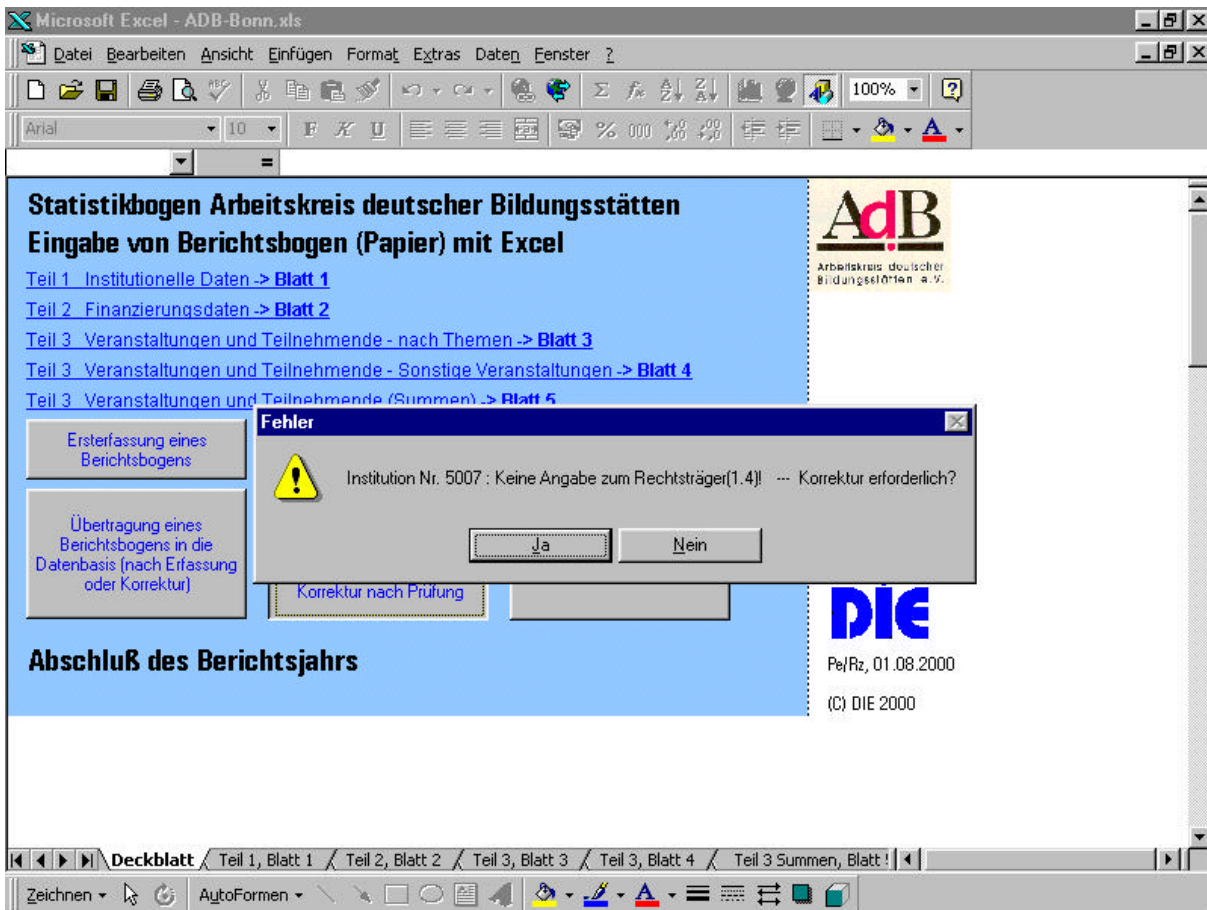 Microsoft Excel - ADB-Bonn.xls
Datei Bearbeiten Ansicht Einfügen Format Extras Daten Fenster ?
100%
Arial 10 F K U % 000
=
Statistikbogen Arbeitskreis deutscher Bildungsstätten
Eingabe von Berichtsbogen (Papier) mit Excel
Teil 1 Institutionelle Daten -> Blatt 1
Teil 2 Finanzierungsdaten -> Blatt 2
Teil 3 Veranstaltungen und Teilnehmende - nach Themen -> Blatt 3
Teil 3 Veranstaltungen und Teilnehmende - Sonstige Veranstaltungen -> Blatt 4
Teil 3 Veranstaltungen und Teilnehmende (Summen) -> Blatt 5
AdB
Arbeitskreis deutscher
Bildungsstätten e.V.
Ersterfassung eines
Berichtsbogens
Fehler
Institution Nr. 5007 : Keine Angabe zum Rechtsträger(1.4)! --- Korrektur erforderlich?
Ja Nein
Übertragung eines
Berichtsbogens in die
Datenbasis (nach Erfassung
oder Korrektur)
Korrektur nach Prüfung
DIE
Abschluß des Berichtsjahrs
Pe/Rz, 01.08.2000
(C) DIE 2000
Deckblatt Teil 1, Blatt 1 Teil 2, Blatt 2 Teil 3, Blatt 3 Teil 3, Blatt 4 Teil 3 Summen, Blatt
Zeichnen AutoFormen